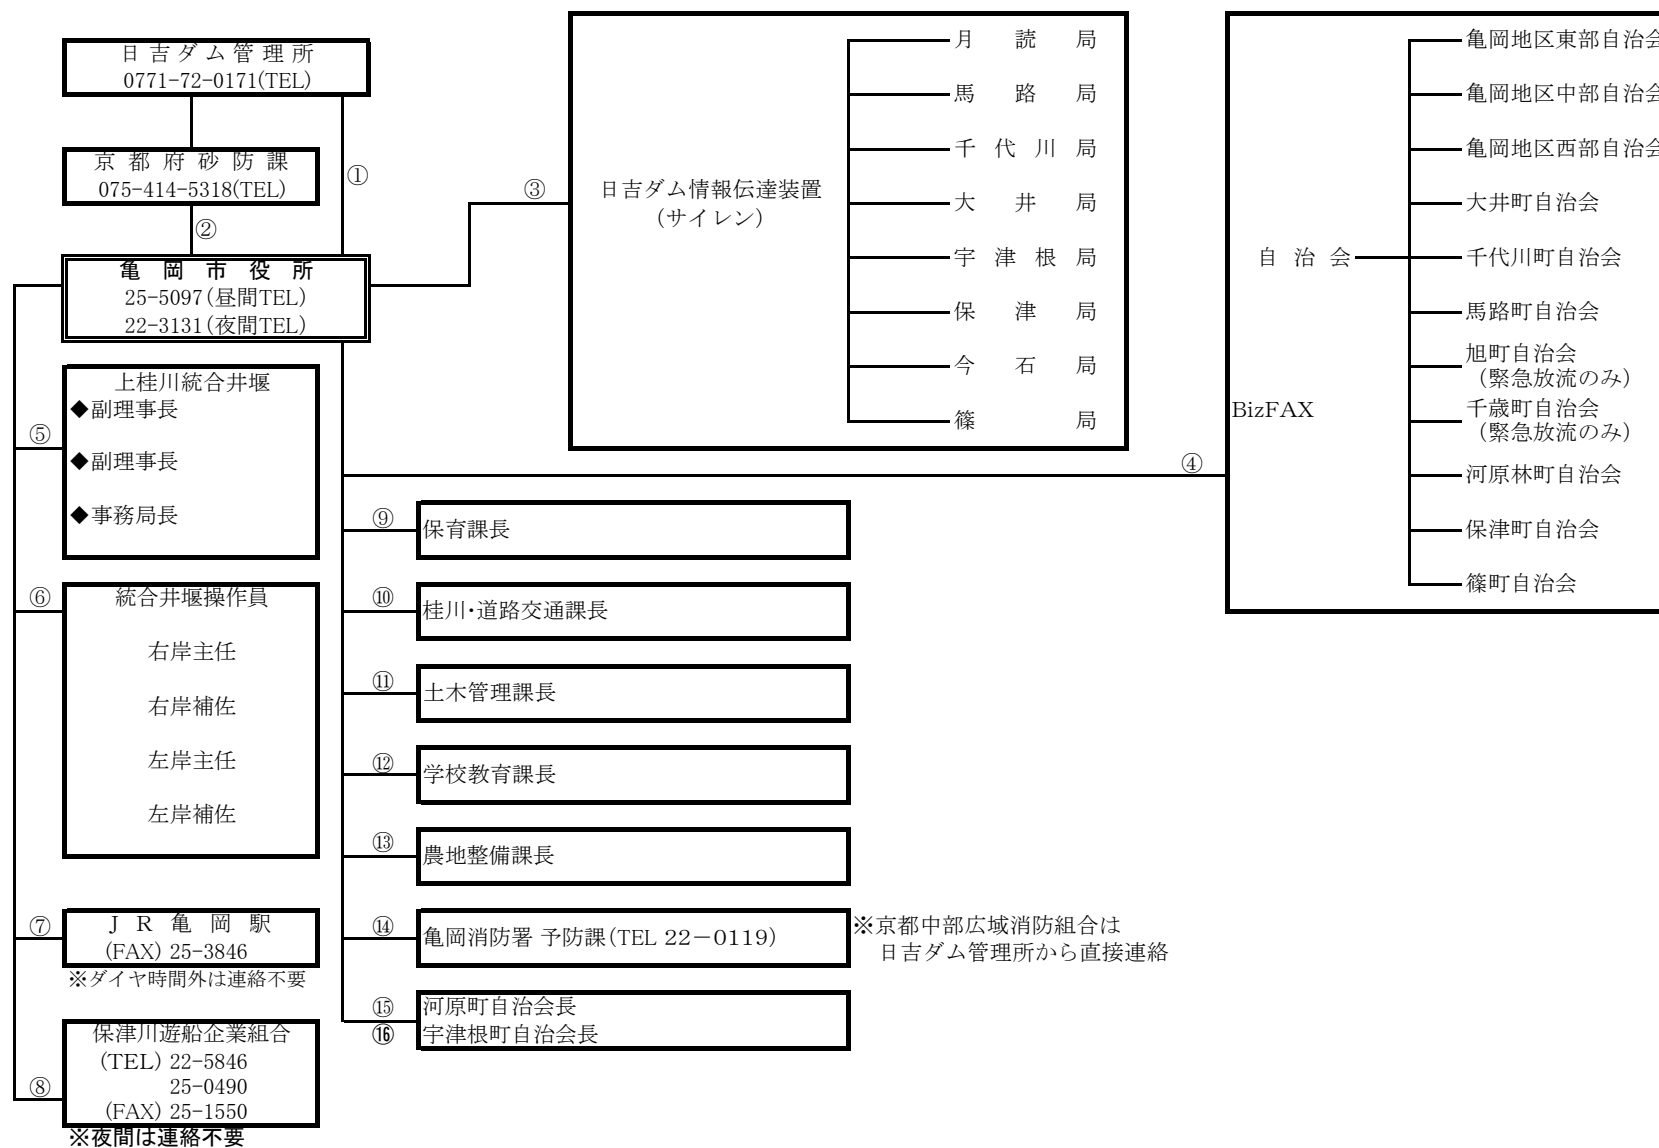 日吉ダム管理所
0771-72-0171(TEL)
①
京都府砂防課
075-414-5318(TEL)
②
亀岡市役所
25-5097(昼間TEL)
22-3131(夜間TEL)
③
日吉ダム情報伝達装置
(サイレン)
月読局
馬路局
千代川局
大井局
宇津根局
保津局
今石局
篠局
④
自治会
BizFAX
亀岡地区東部自治会
亀岡地区中部自治会
亀岡地区西部自治会
大井町自治会
千代川町自治会
馬路町自治会
旭町自治会
(緊急放流のみ)
千歳町自治会
(緊急放流のみ)
河原林町自治会
保津町自治会
篠町自治会
⑤
上桂川統合井堰
◆副理事長
◆副理事長
◆事務局長
⑥
統合井堰操作員
右岸主任
右岸補佐
左岸主任
左岸補佐
⑦
JR亀岡駅
(FAX) 25-3846
※ダイヤ時間外は連絡不要
⑧
保津川遊船企業組合
(TEL) 22-5846
25-0490
(FAX) 25-1550
※夜間は連絡不要
⑨
保育課長
⑩
桂川・道路交通課長
⑪
土木管理課長
⑫
学校教育課長
⑬
農地整備課長
⑭
亀岡消防署 予防課(TEL 22-0119)
※京都中部広域消防組合は
日吉ダム管理所から直接連絡
⑮
河原町自治会長
⑯
宇津根町自治会長